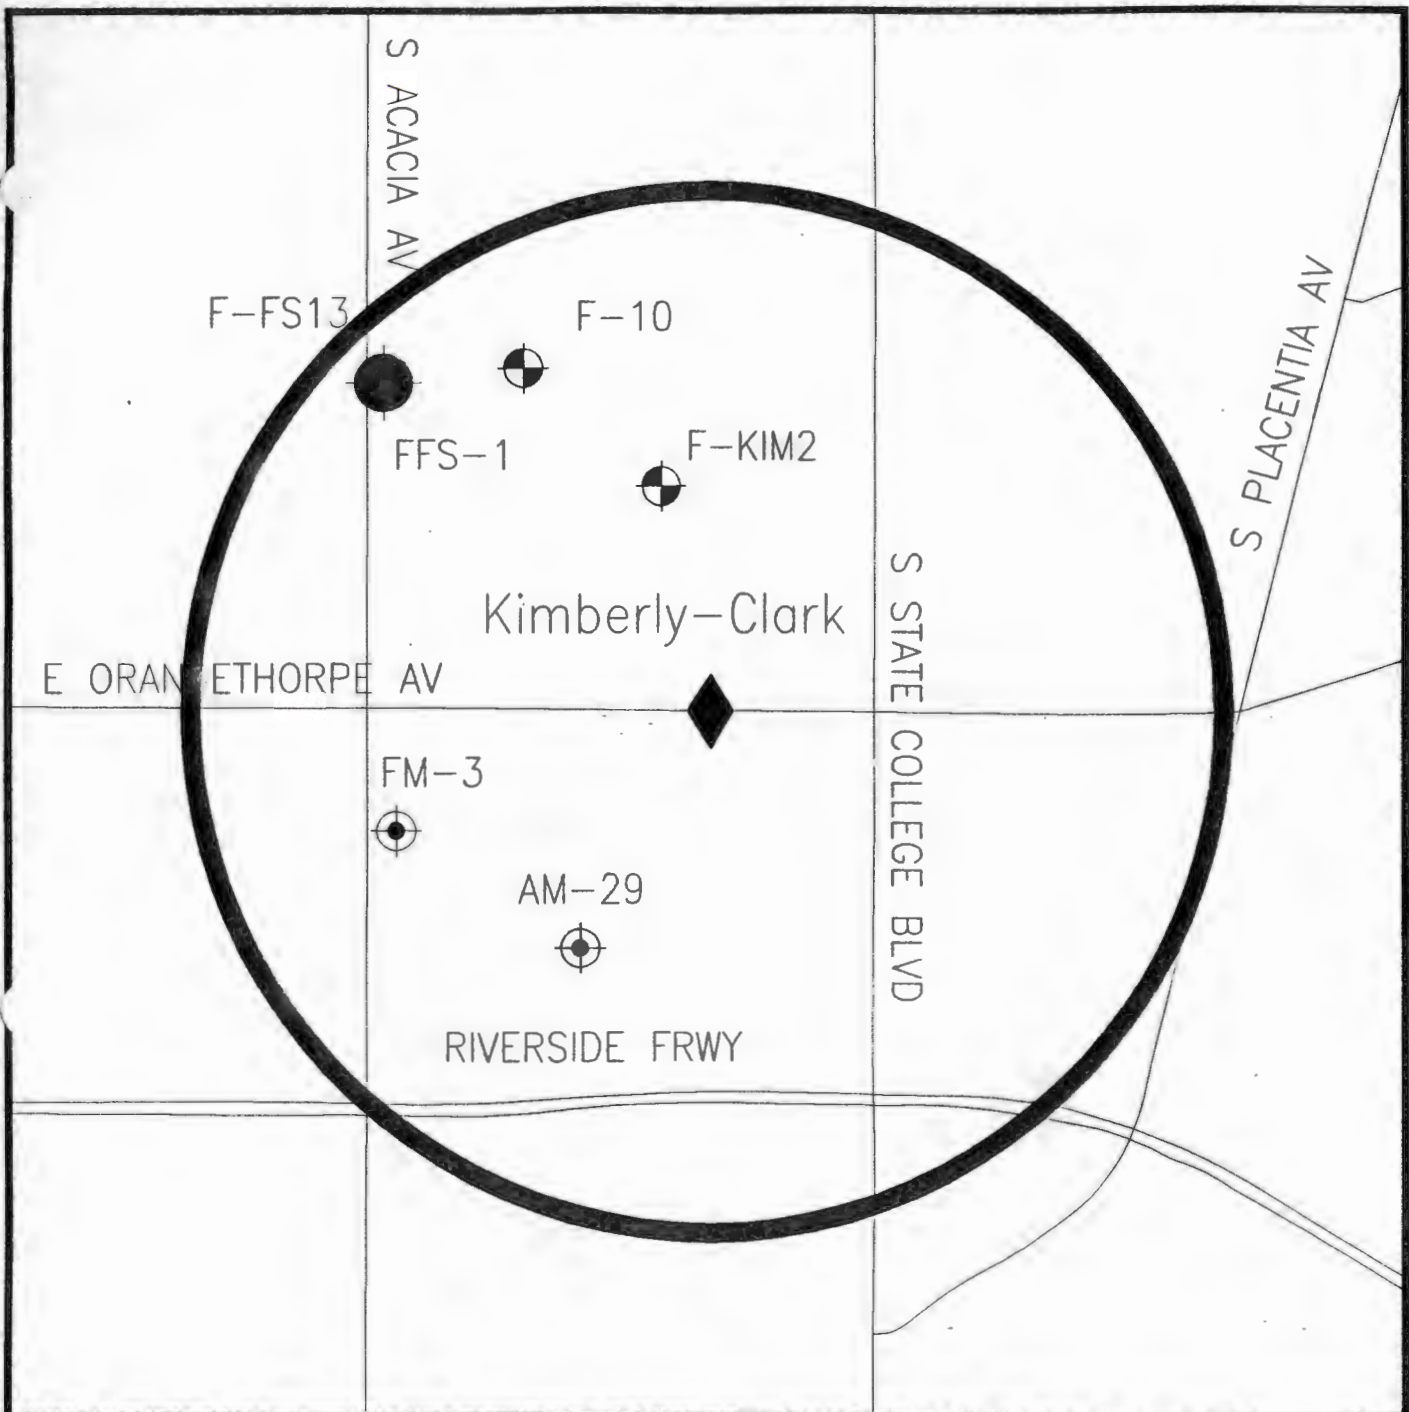 S ACACIA AV
F-FS13
F-10
FFS-1
F-KIM2
S PLACENTIA AV
Kimberly-Clark
S STATE COLLEGE BLVD
E ORANGETHORPE AV
FM-3
AM-29
RIVERSIDE FRWY